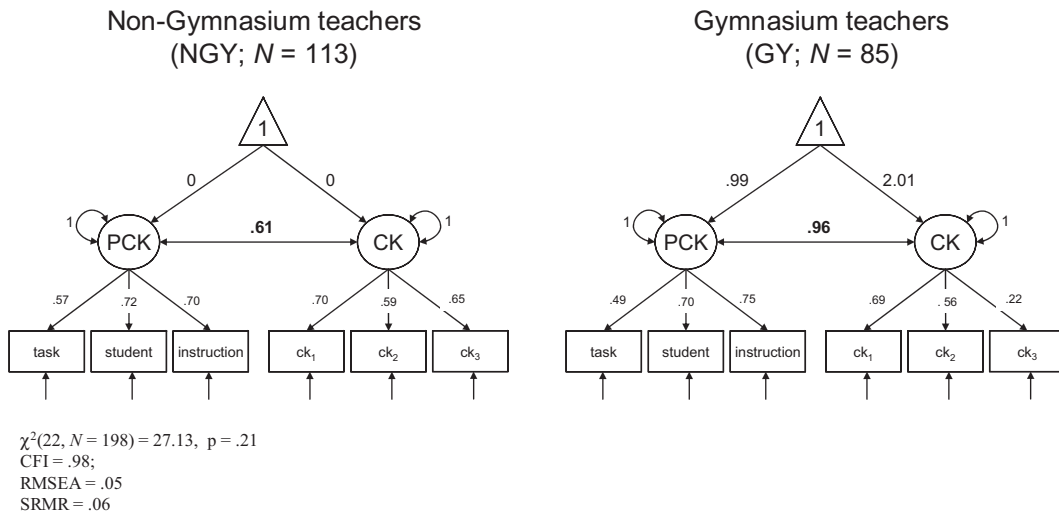 Non-Gymnasium teachers
(NGY; N = 113)
1
0 0
1 PCK .61 CK 1
.57 .72 .70 .70 .59 .65
task student instruction ck₁ ck₂ ck₃
Gymnasium teachers
(GY; N = 85)
1
.99 2.01
1 PCK .96 CK 1
.49 .70 .75 .69 .56 .22
task student instruction ck₁ ck₂ ck₃
χ²(22, N = 198) = 27.13, p = .21
CFI = .98;
RMSEA = .05
SRMR = .06